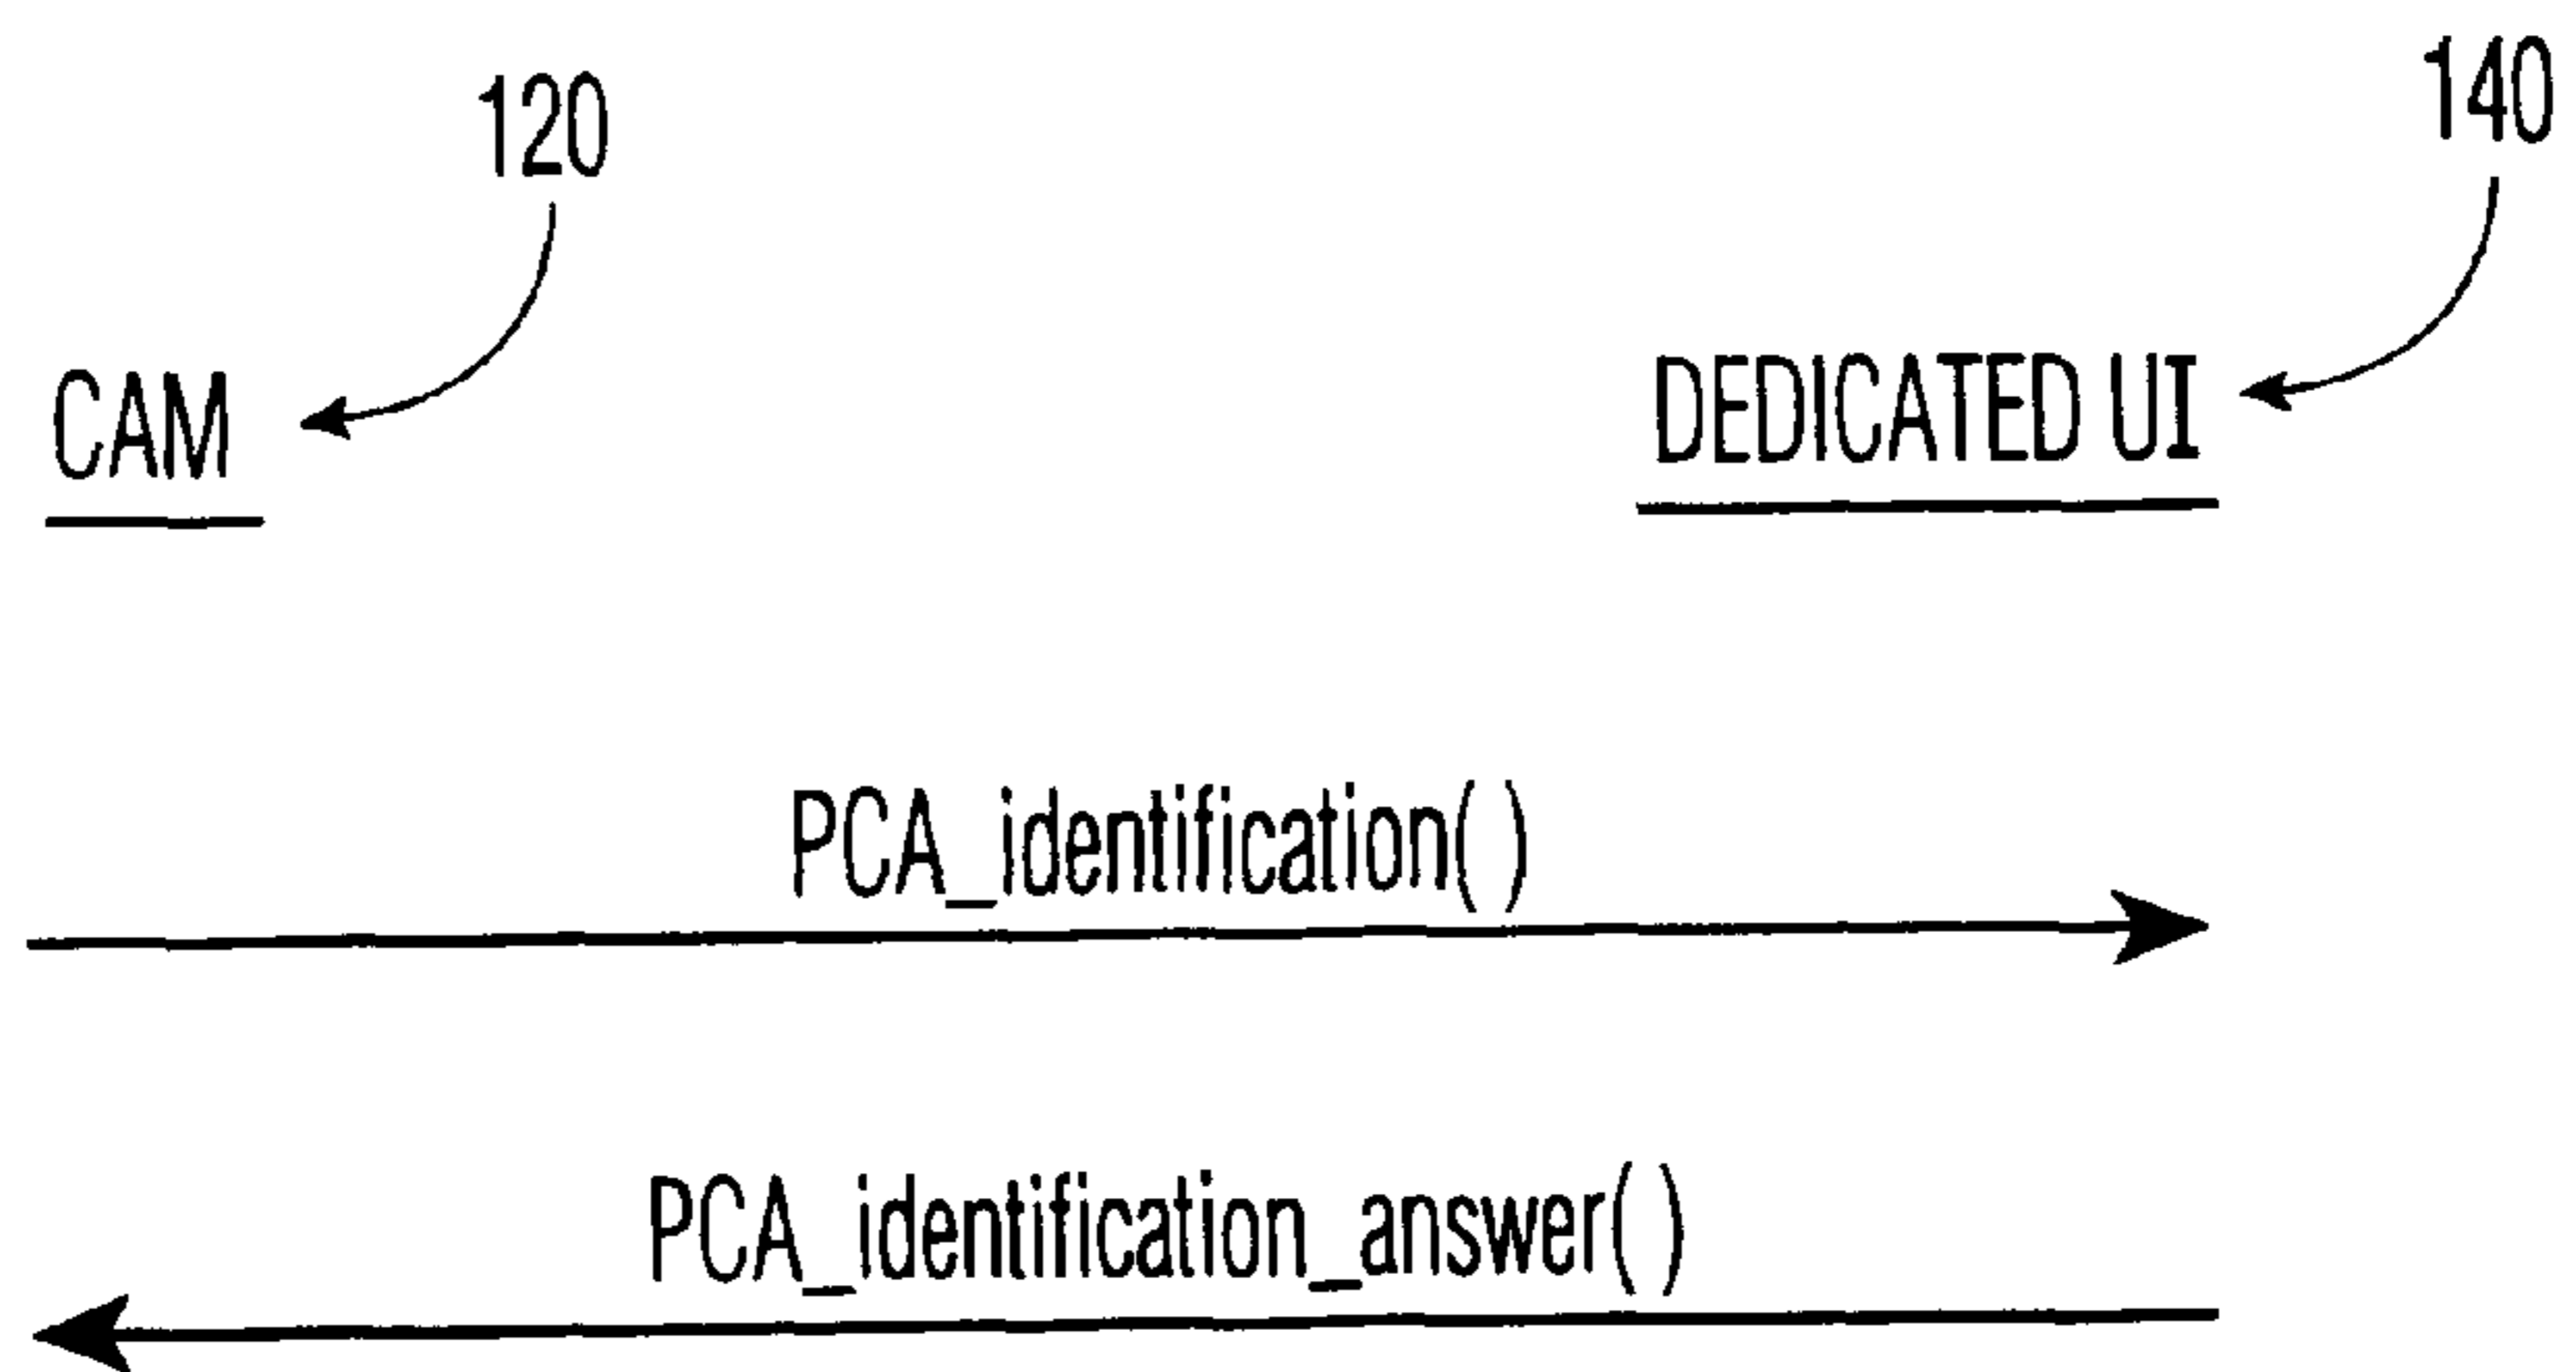 120
140
CAM
DEDICATED UI
PCA_identification( )
PCA_identification_answer( )